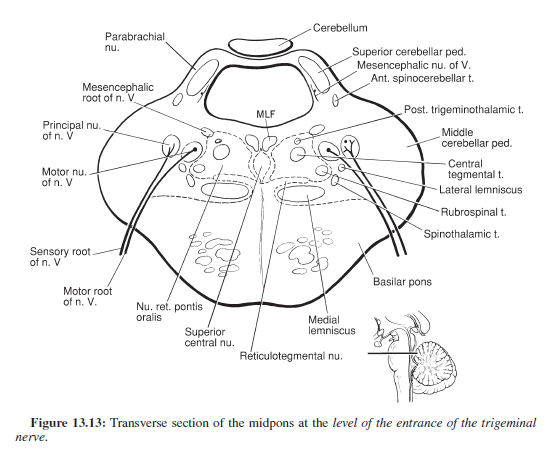 Cerebellum
Parabrachial
nu.
Superior cerebellar ped.
Mesencephalic nu. of V.
Ant. spinocerebellar t.
Mesencephalic
root of n. V
MLF
Post. trigeminothalamic t.
Principal nu.
of n. V
Middle
cerebellar ped.
Motor nu.
of n. V
Central
tegmental t.
Lateral lemniscus
Rubrospinal t.
Spinothalamic t.
Sensory root
of n. V
Basilar pons
Motor root
of n. V.
Nu. ret. pontis
oralis
Superior
central nu.
Medial
lemniscus
Reticulotegmental nu.
Figure 13.13: Transverse section of the midpons at the level of the entrance of the trigeminal
nerve.